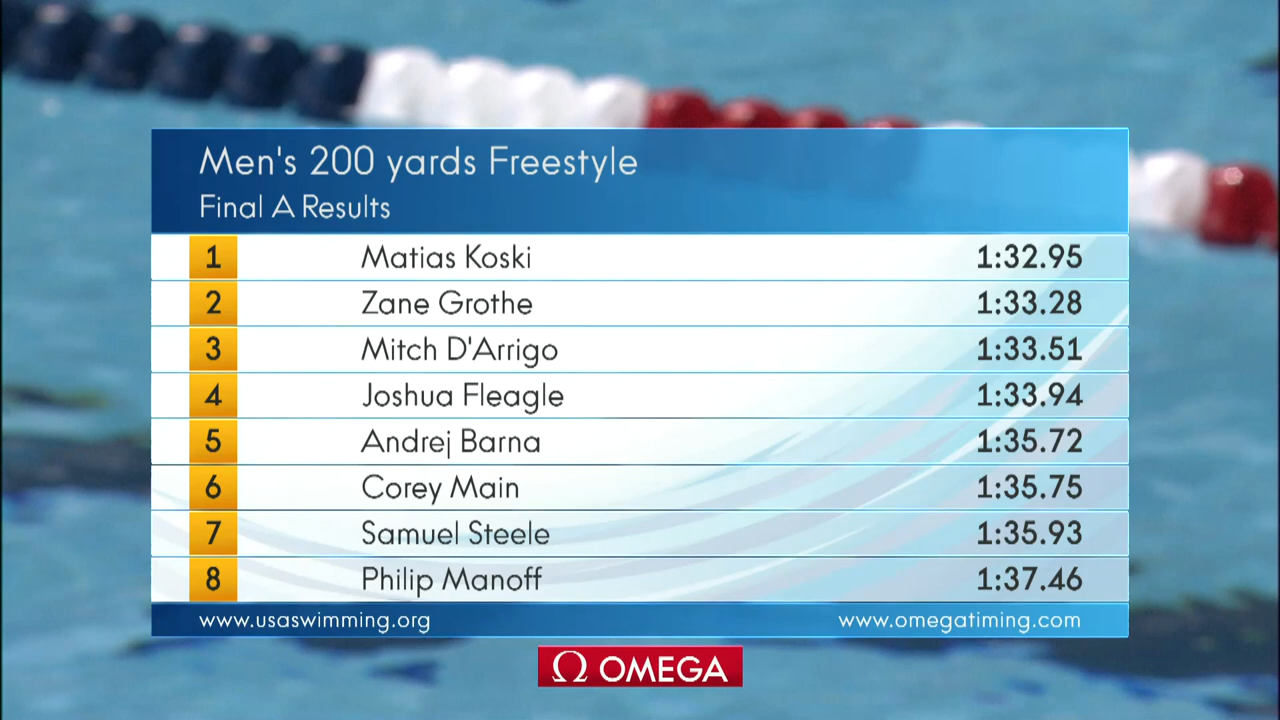 Men's 200 yards Freestyle
Final A Results
1 Matias Koski 1:32.95
2 Zane Grothe 1:33.28
3 Mitch D'Arrigo 1:33.51
4 Joshua Fleagle 1:33.94
5 Andrej Barna 1:35.72
6 Corey Main 1:35.75
7 Samuel Steele 1:35.93
8 Philip Manoff 1:37.46
www.usaswimming.org www.omegatiming.com
Ω OMEGA